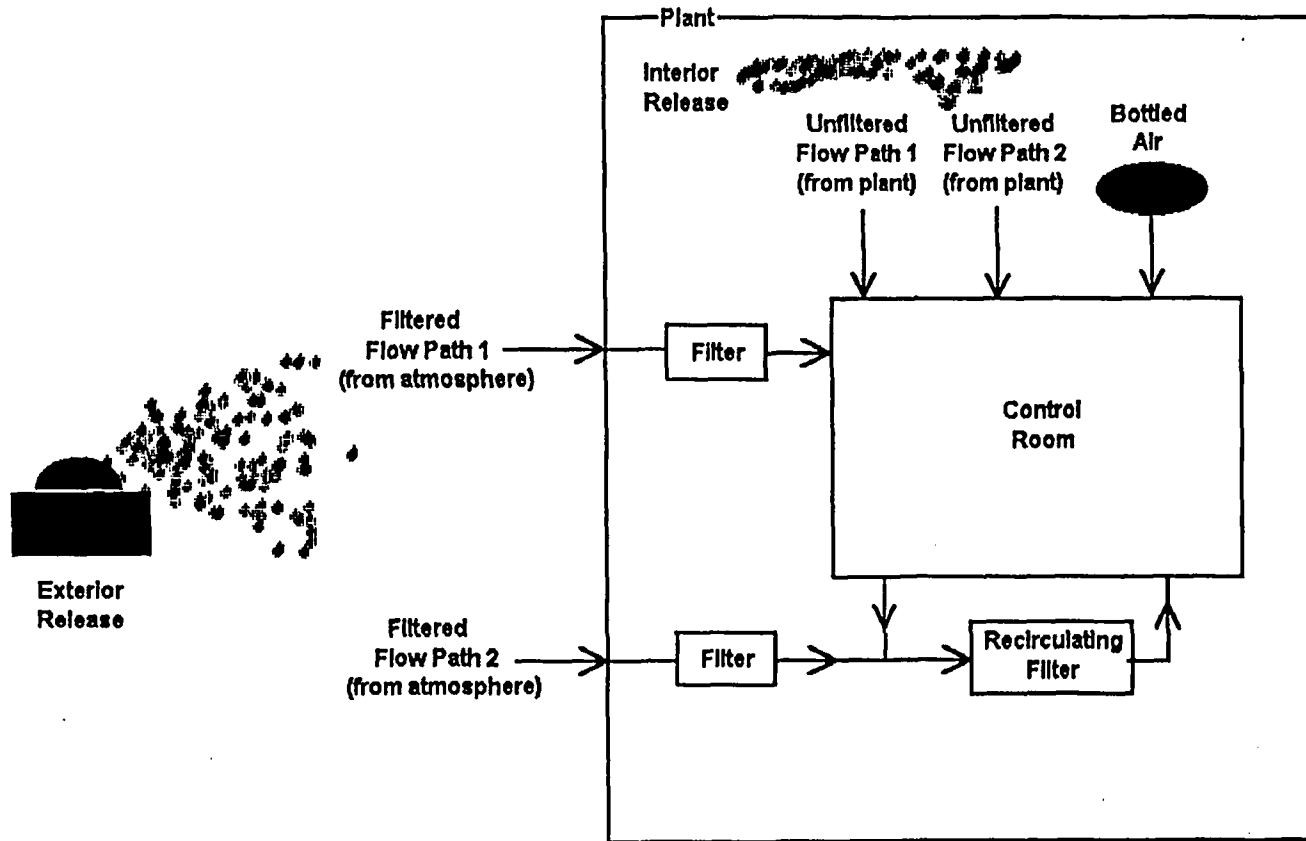 Plant
Interior
Release
Unfiltered
Flow Path 1
(from plant)
Unfiltered
Flow Path 2
(from plant)
Bottled
Air
Filtered
Flow Path 1
(from atmosphere)
Filter
Control
Room
Exterior
Release
Filtered
Flow Path 2
(from atmosphere)
Filter
Recirculating
Filter